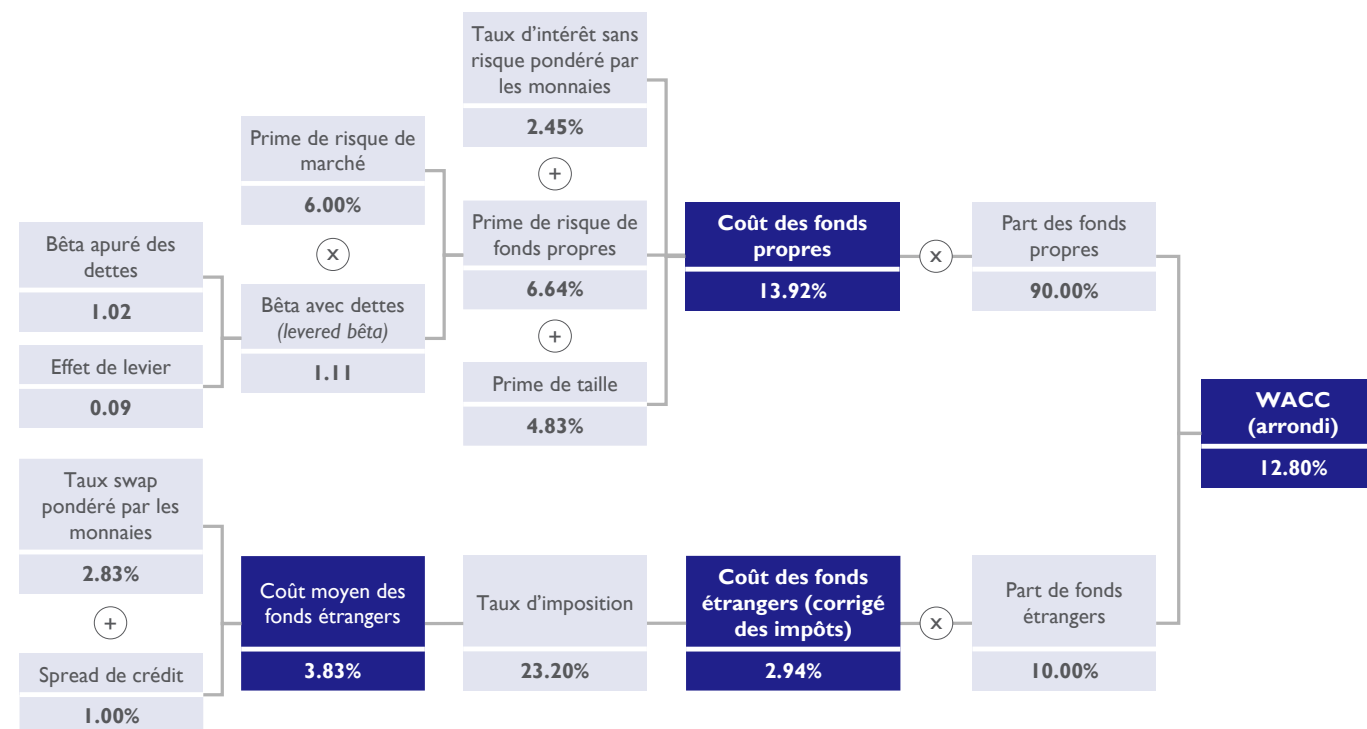 Taux d'intérêt sans
risque pondéré par
les monnaies
2.45%
+
Prime de risque de
marché
6.00%
x
Bêta avec dettes
(levered bêta)
1.11
Bêta apuré des
dettes
1.02
Effet de levier
0.09
Prime de risque de
fonds propres
6.64%
+
Prime de taille
4.83%
Coût des fonds
propres
13.92%
x
Part des fonds
propres
90.00%
WACC
(arrondi)
12.80%
Taux swap
pondéré par les
monnaies
2.83%
+
Spread de crédit
1.00%
Coût moyen des
fonds étrangers
3.83%
Taux d'imposition
23.20%
Coût des fonds
étrangers (corrigé
des impôts)
2.94%
x
Part de fonds
étrangers
10.00%